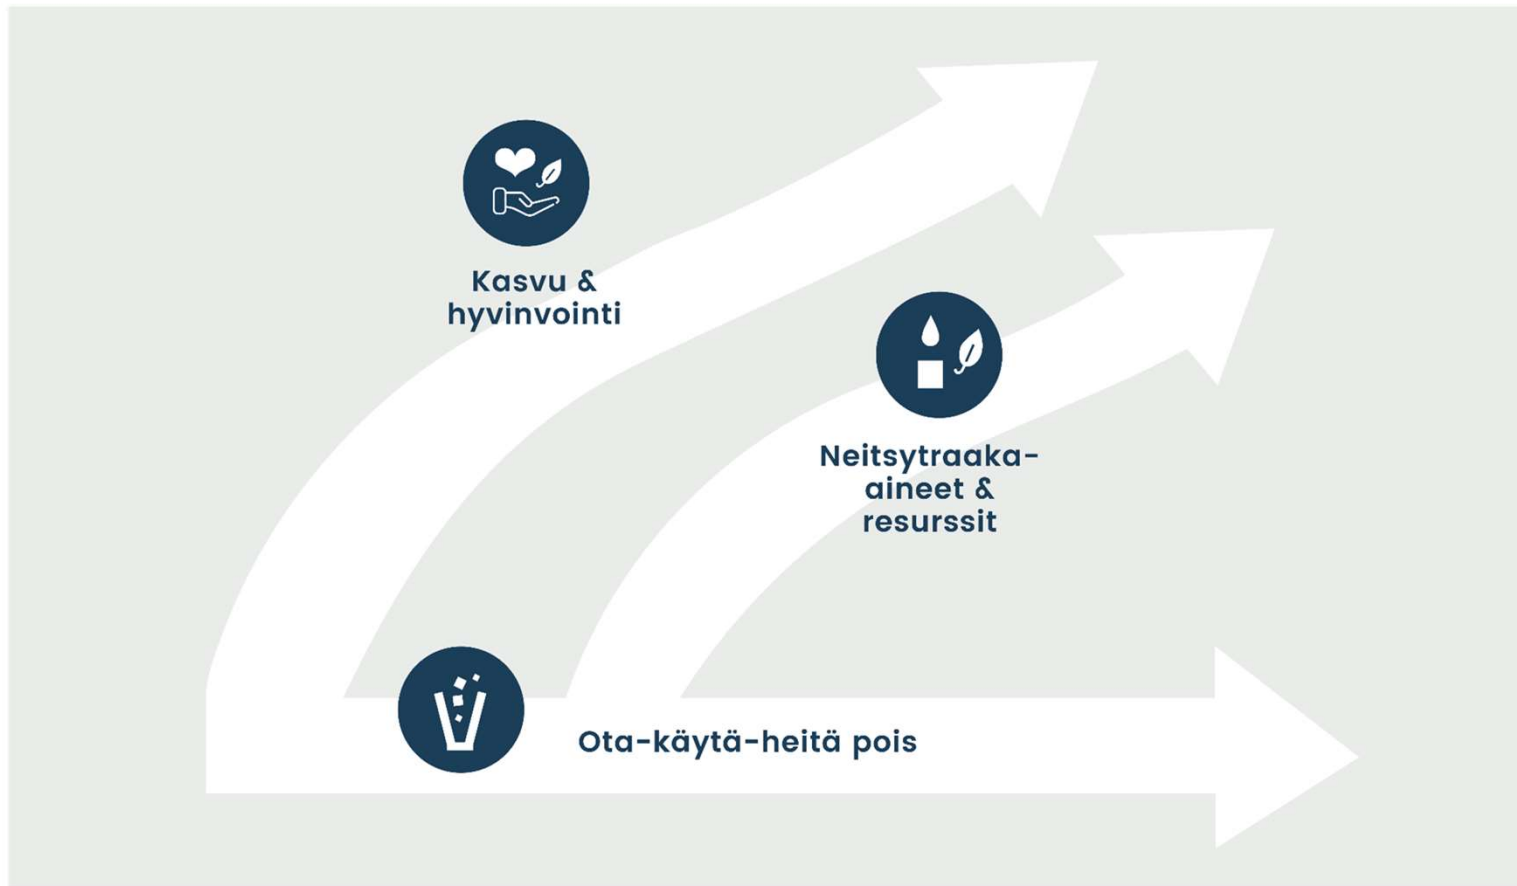 Kasvu &
hyvinvointi
Neitsytraaka-
aineet &
resurssit
Ota-käytä-heitä pois